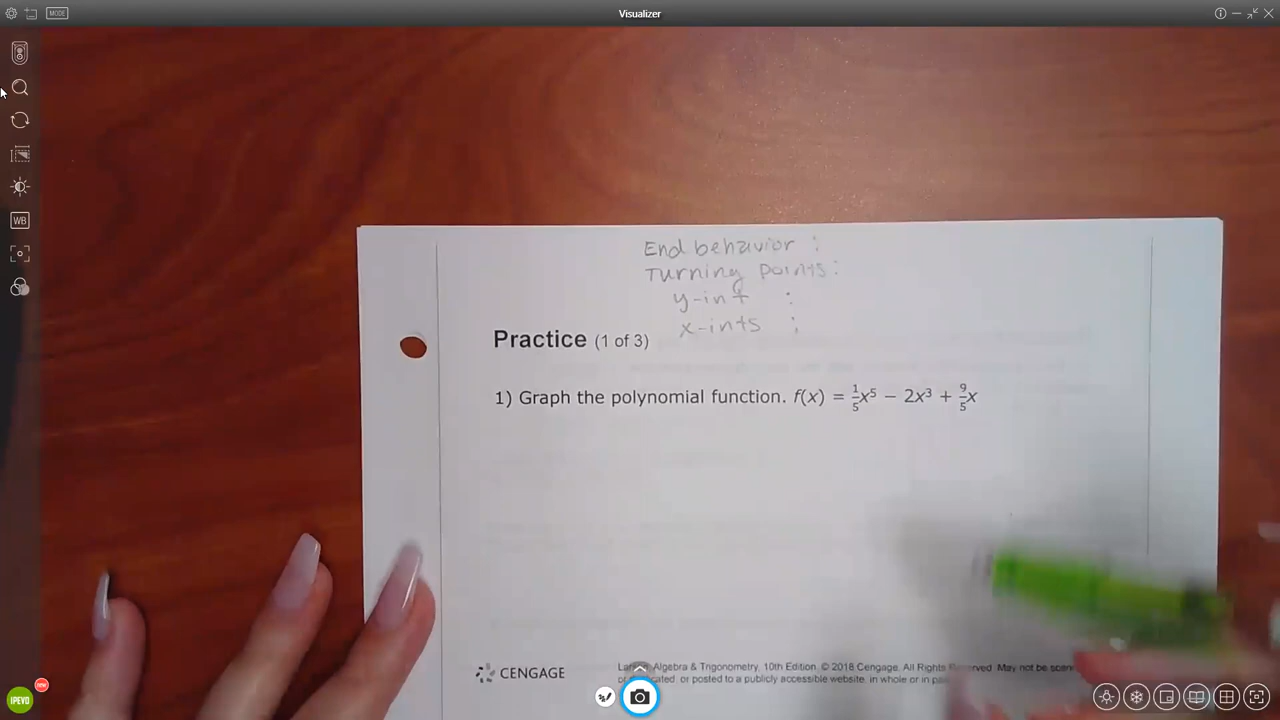 MODE
Visualizer
WB
End behavior :
Turning points :
y-int :
x-ints :
Practice (1 of 3)
1) Graph the polynomial function. f(x) = 1/5x⁵ − 2x³ + 9/5x
CENGAGE
Algebra & Trigonometry, 10th Edition. © 2018 Cengage. All Rights Reserved. May not be
or posted to a publicly accessible website, in whole or in
IPEVO
new